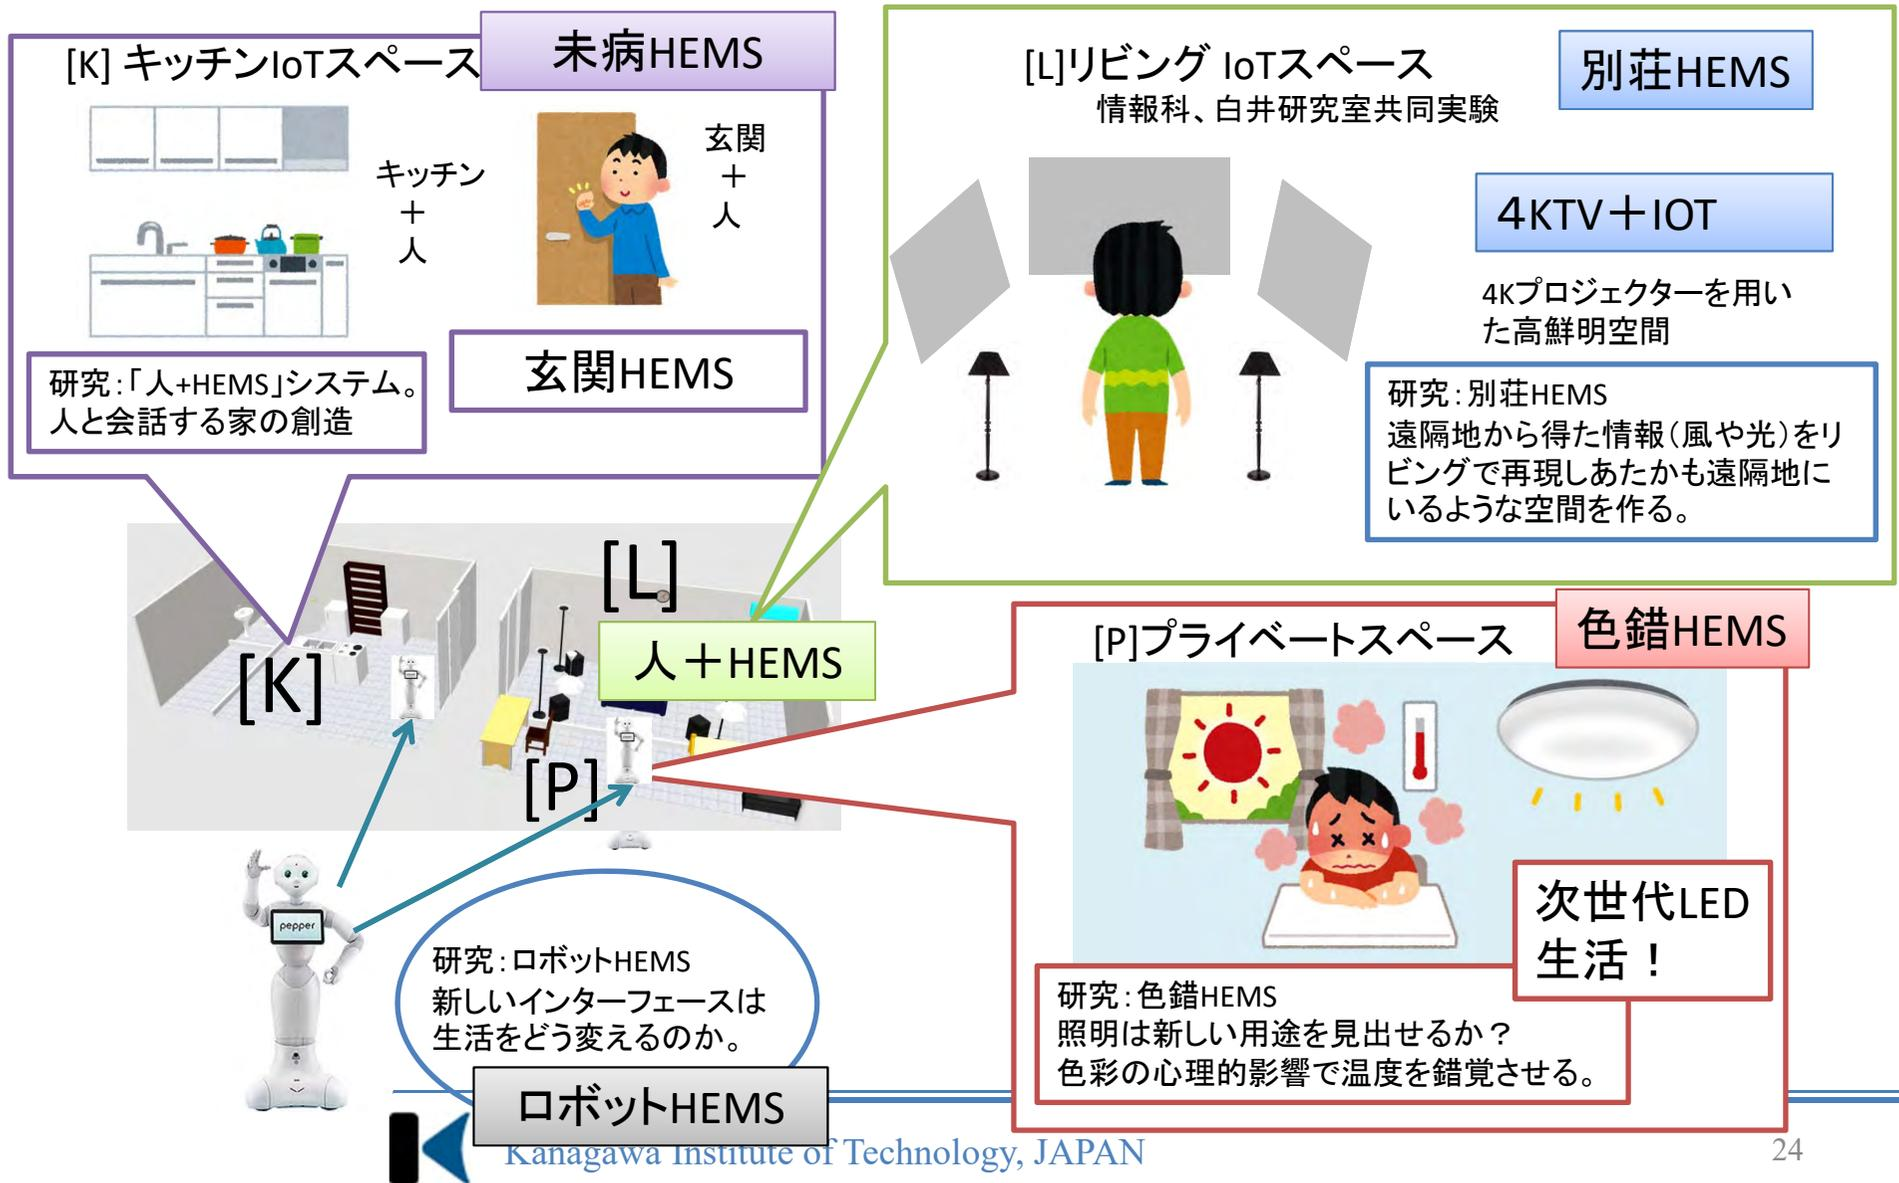 [K] キッチンIoTスペース
未病HEMS
キッチン
＋
人
玄関
＋
人
研究：「人+HEMS」システム。
人と会話する家の創造
玄関HEMS
[L]リビング IoTスペース
情報科、白井研究室共同実験
別荘HEMS
４KTV＋IOT
4Kプロジェクターを用い
た高鮮明空間
研究：別荘HEMS
遠隔地から得た情報（風や光）をリ
ビングで再現しあたかも遠隔地に
いるような空間を作る。
[L]
人＋HEMS
[K]
[P]
[P]プライベートスペース
色錯HEMS
次世代LED
生活！
研究：色錯HEMS
照明は新しい用途を見出せるか？
色彩の心理的影響で温度を錯覚させる。
pepper
研究：ロボットHEMS
新しいインターフェースは
生活をどう変えるのか。
ロボットHEMS
Kanagawa Institute of Technology, JAPAN
24